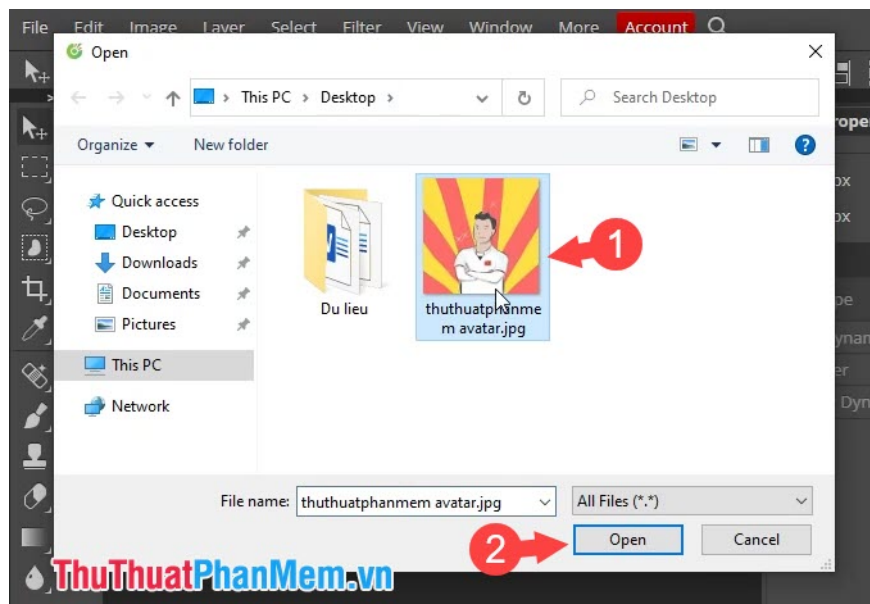 File Edit Image Layer Select Filter View Window More Account
Open
This PC > Desktop >
Search Desktop
Organize New folder
?
Quick access
Desktop
Downloads
Documents
Pictures
This PC
Network
Du lieu
thuthuatphanme
m avatar.jpg
1
File name: thuthuatphanmem avatar.jpg
All Files (*.*)
2
Open Cancel
ThuThuatPhanMem.vn